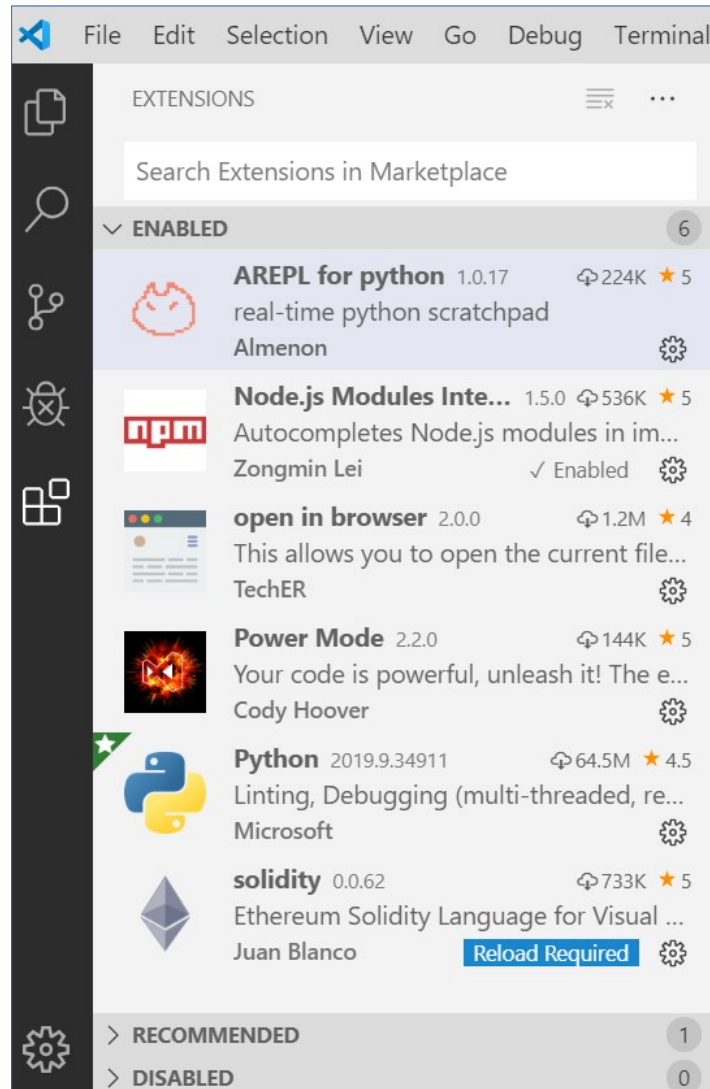 File Edit Selection View Go Debug Terminal
EXTENSIONS
Search Extensions in Marketplace
ENABLED 6
AREPL for python 1.0.17 224K ★ 5
real-time python scratchpad
Almenon
npm
Node.js Modules Inte... 1.5.0 536K ★ 5
Autocompletes Node.js modules in im...
Zongmin Lei ✓ Enabled
open in browser 2.0.0 1.2M ★ 4
This allows you to open the current file...
TechER
Power Mode 2.2.0 144K ★ 5
Your code is powerful, unleash it! The e...
Cody Hoover
Python 2019.9.34911 64.5M ★ 4.5
Linting, Debugging (multi-threaded, re...
Microsoft
solidity 0.0.62 733K ★ 5
Ethereum Solidity Language for Visual ...
Juan Blanco Reload Required
RECOMMENDED 1
DISABLED 0